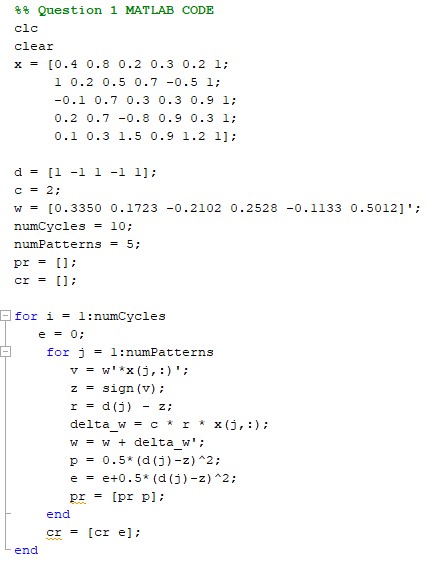 %% Question 1 MATLAB CODE
clc
clear
x = [0.4 0.8 0.2 0.3 0.2 1;
1 0.2 0.5 0.7 -0.5 1;
-0.1 0.7 0.3 0.3 0.9 1;
0.2 0.7 -0.8 0.9 0.3 1;
0.1 0.3 1.5 0.9 1.2 1];
d = [1 -1 1 -1 1];
c = 2;
w = [0.3350 0.1723 -0.2102 0.2528 -0.1133 0.5012]';
numCycles = 10;
numPatterns = 5;
pr = [];
cr = [];
for i = 1:numCycles
e = 0;
for j = 1:numPatterns
v = w'*x(j,:)';
z = sign(v);
r = d(j) - z;
delta_w = c * r * x(j,:);
w = w + delta_w';
p = 0.5*(d(j)-z)^2;
e = e+0.5*(d(j)-z)^2;
pr = [pr p];
end
cr = [cr e];
end